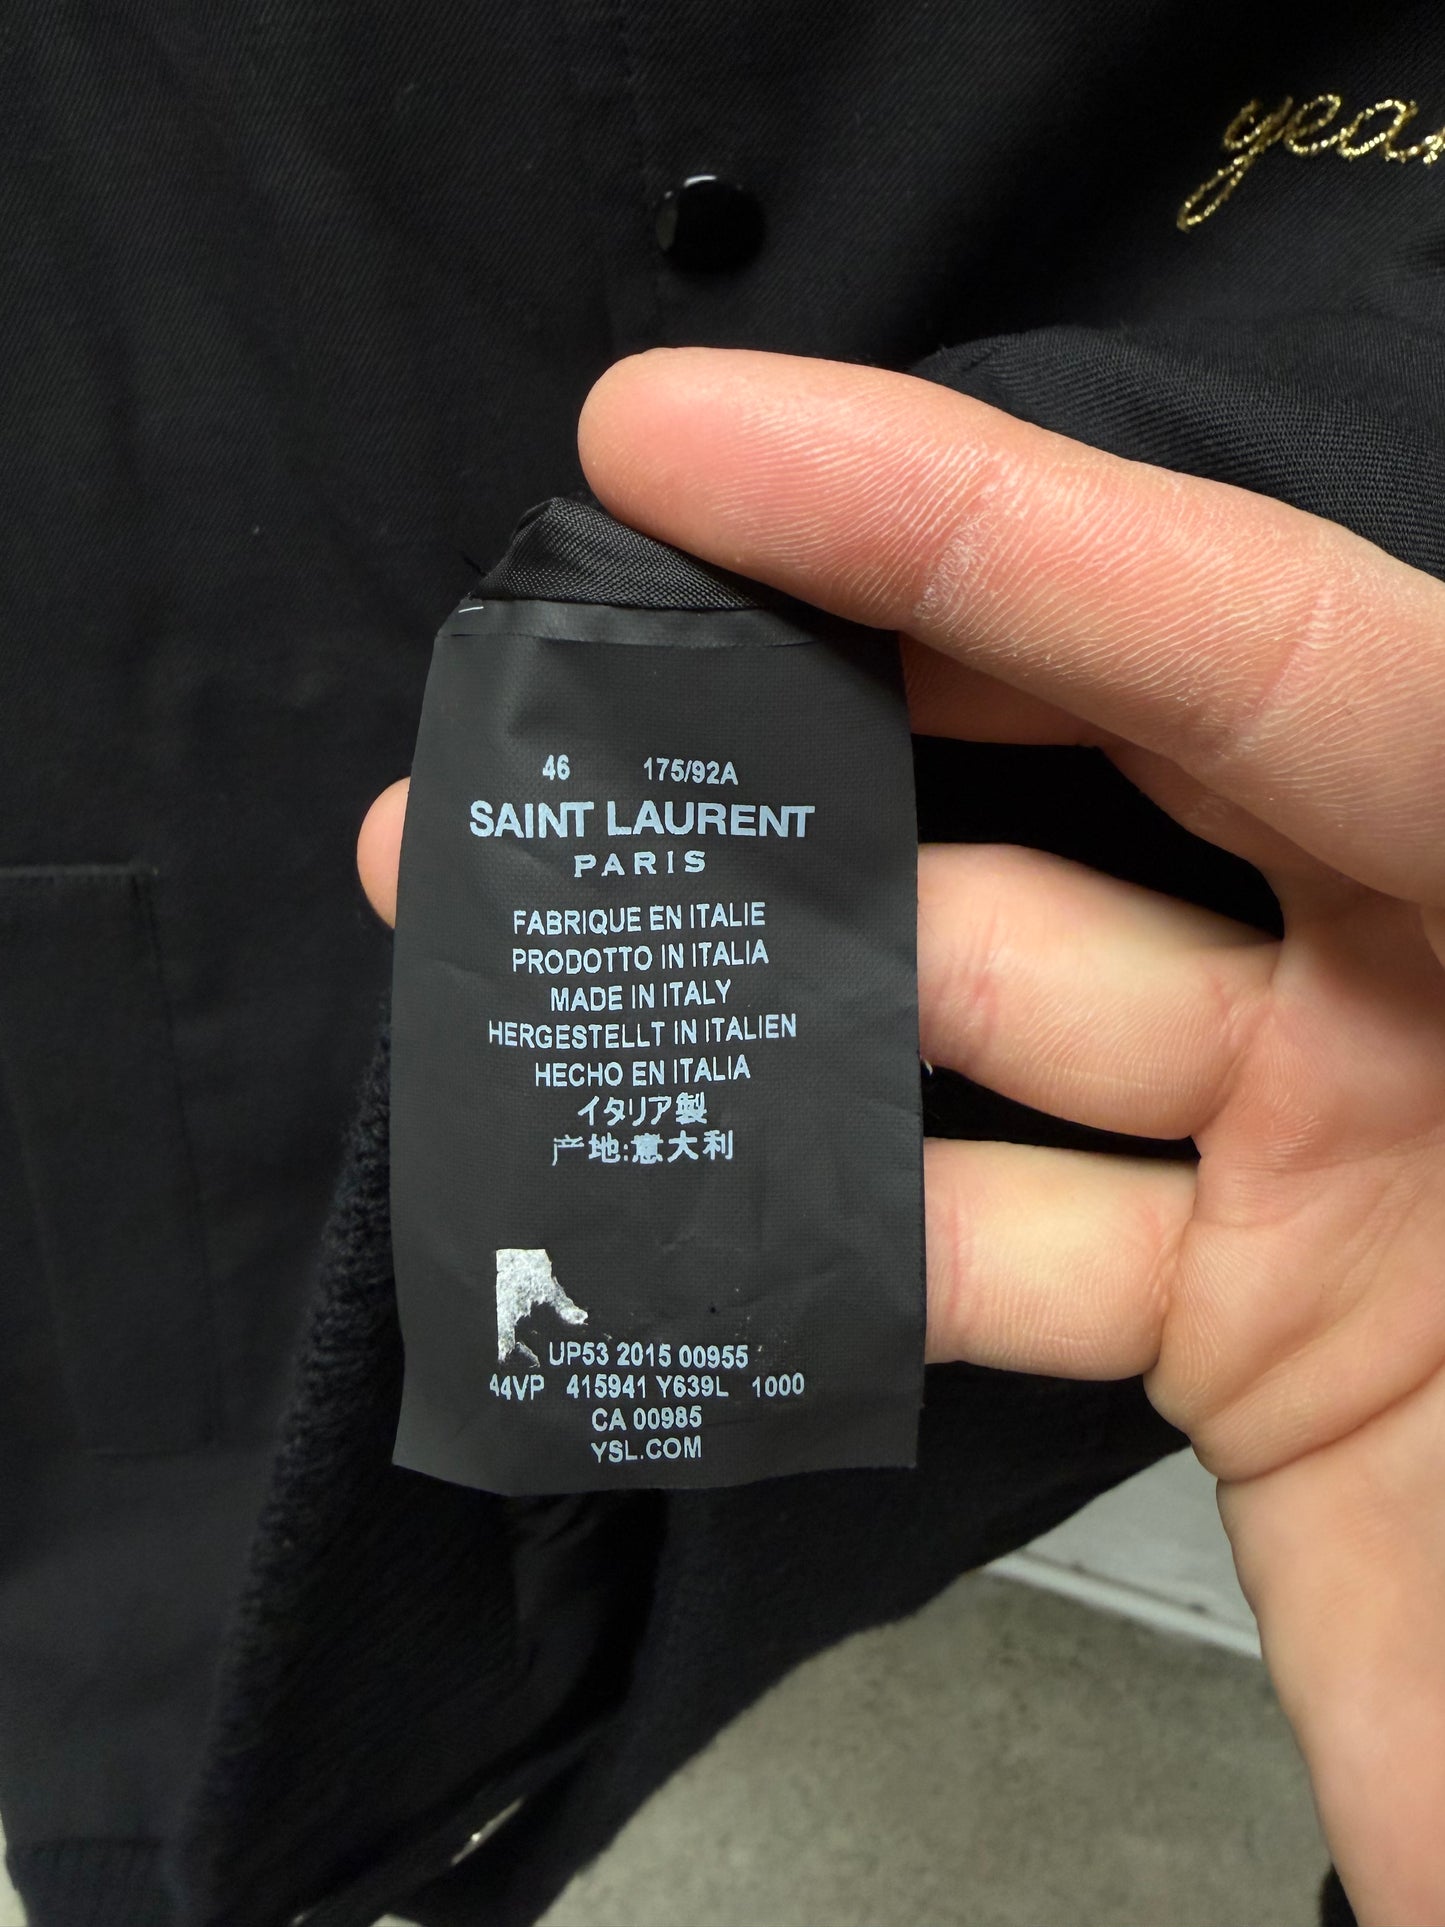 yea
46 175/92A
SAINT LAURENT
PARIS
FABRIQUE EN ITALIE
PRODOTTO IN ITALIA
MADE IN ITALY
HERGESTELLT IN ITALIEN
HECHO EN ITALIA
イタリア製
产地:意大利
UP53 2015 00955
44VP 415941 Y639L 1000
CA 00985
YSL.COM